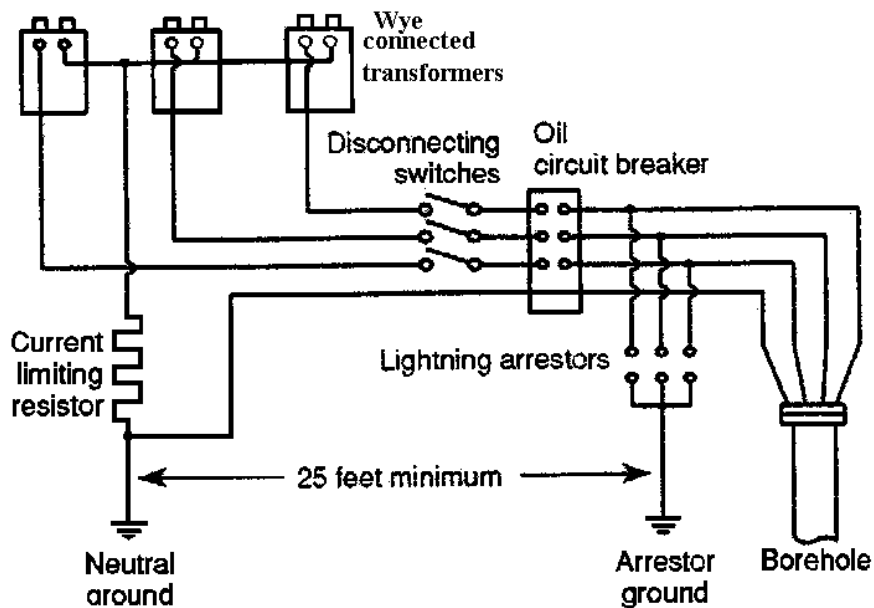 Wye
connected
transformers
Disconnecting
switches
Oil
circuit breaker
Current
limiting
resistor
Lightning arrestors
25 feet minimum
Neutral
ground
Arrestor
ground
Borehole